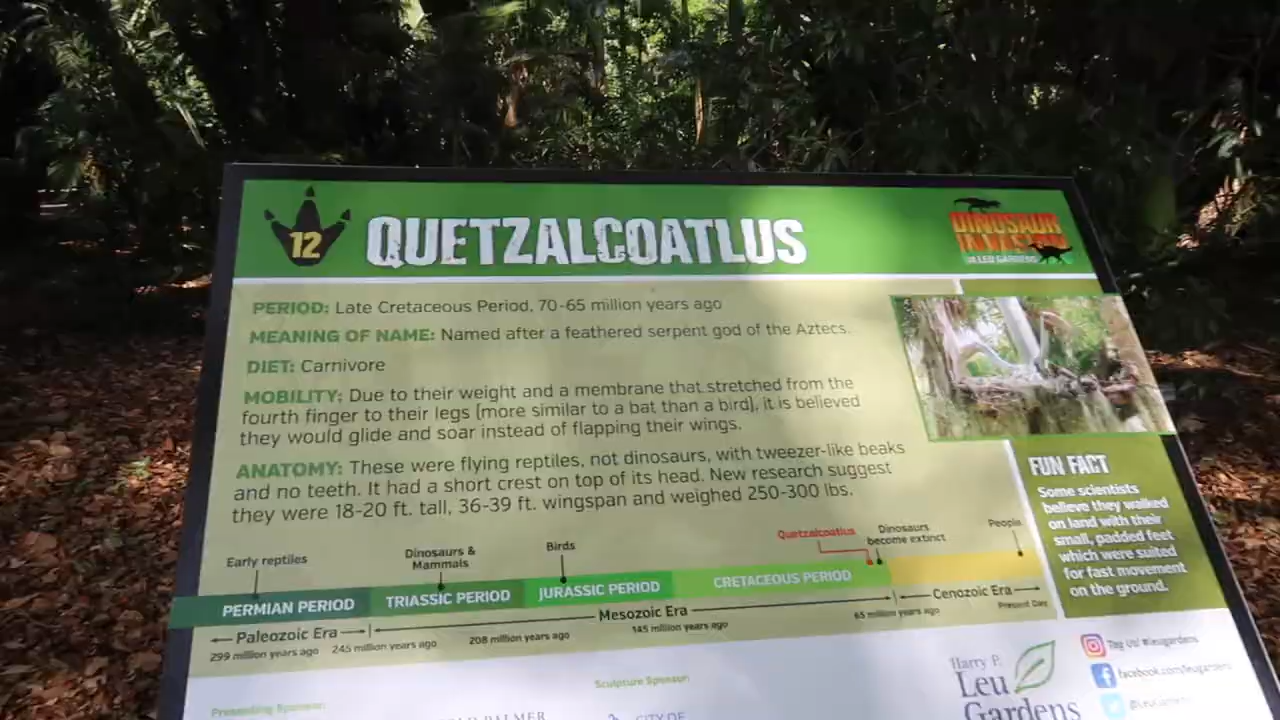 12
QUETZALCOATLUS
DINOSAUR
INVASION
@ LEU GARDENS
PERIOD: Late Cretaceous Period, 70-65 million years ago
MEANING OF NAME: Named after a feathered serpent god of the Aztecs.
DIET: Carnivore
MOBILITY: Due to their weight and a membrane that stretched from the
fourth finger to their legs (more similar to a bat than a bird), it is believed
they would glide and soar instead of flapping their wings.
ANATOMY: These were flying reptiles, not dinosaurs, with tweezer-like beaks
and no teeth. It had a short crest on top of its head. New research suggest
they were 18-20 ft. tall, 36-39 ft. wingspan and weighed 250-300 lbs.
FUN FACT
Some scientists
believe they walked
on land with their
small, padded feet
which were suited
for fast movement
on the ground.
Early reptiles
Dinosaurs &
Mammals
Birds
Quetzalcoatlus
Dinosaurs
become extinct
People
PERMIAN PERIOD
TRIASSIC PERIOD
JURASSIC PERIOD
CRETACEOUS PERIOD
Paleozoic Era
Mesozoic Era
Cenozoic Era
299 million years ago
245 million years ago
208 million years ago
145 million years ago
65 million years ago
Present Day
Presenting Sponsor:
Sculpture Sponsor:
PALMER
CITY OF
Harry P.
Leu
Gardens
Tag Us! #leugardens
facebook.com/leugardens
@LeuGardens